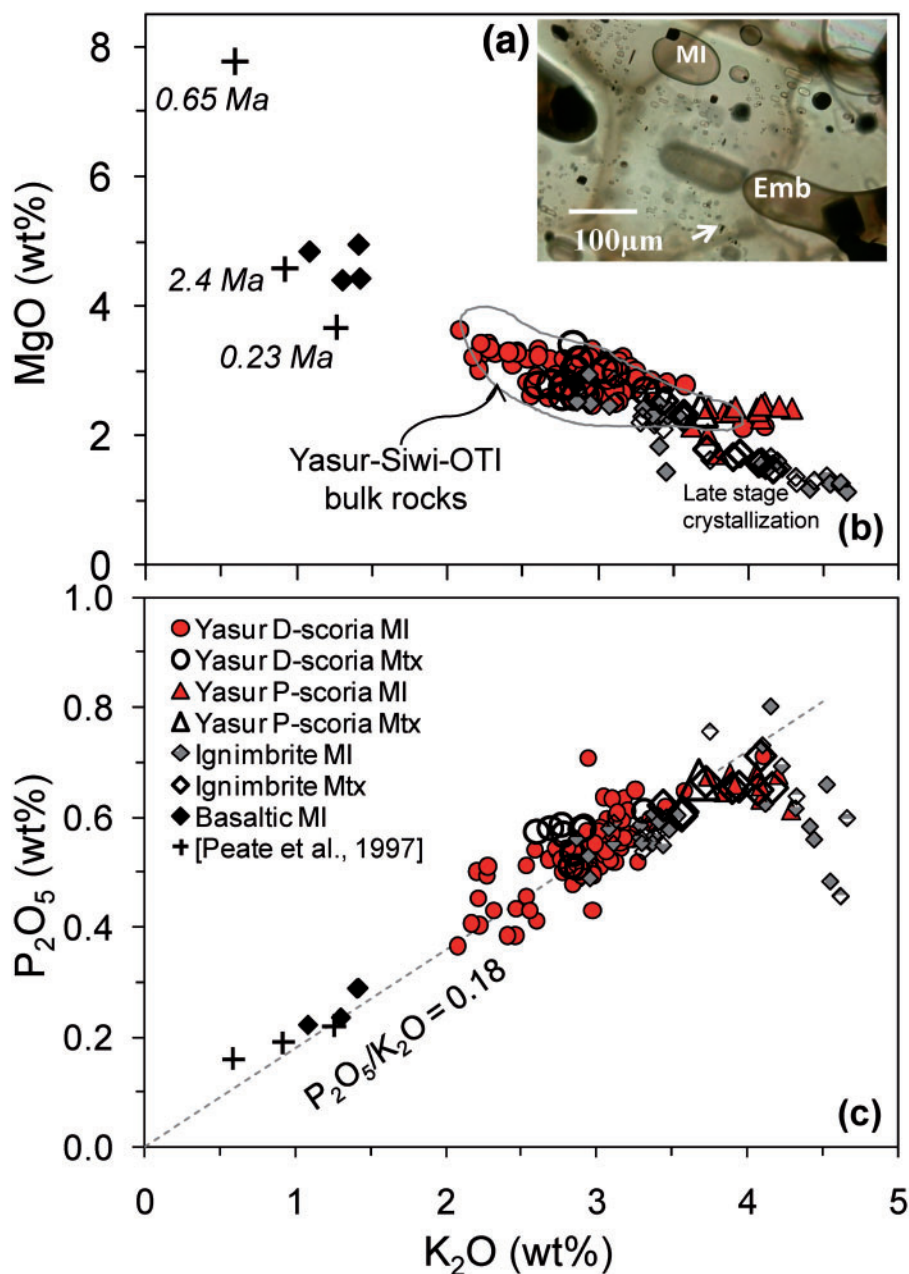 (a)
MI
Emb
100µm
8
6
4
2
0
MgO (wt%)
0.65 Ma
2.4 Ma
0.23 Ma
Yasur-Siwi-OTI
bulk rocks
Late stage
crystallization
(b)
1.0
0.8
0.6
0.4
0.2
0.0
P₂O₅ (wt%)
Yasur D-scoria MI
Yasur D-scoria Mtx
Yasur P-scoria MI
Yasur P-scoria Mtx
Ignimbrite MI
Ignimbrite Mtx
Basaltic MI
[Peate et al., 1997]
P₂O₅/K₂O = 0.18
(c)
0 1 2 3 4 5
K₂O (wt%)